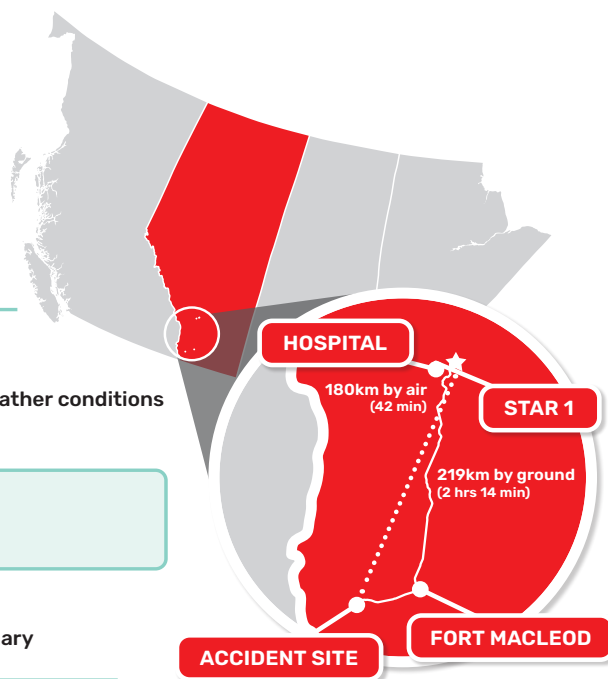 HOSPITAL
180km by air
(42 min)
STAR 1
ather conditions
219km by ground
(2 hrs 14 min)
ary
FORT MACLEOD
ACCIDENT SITE